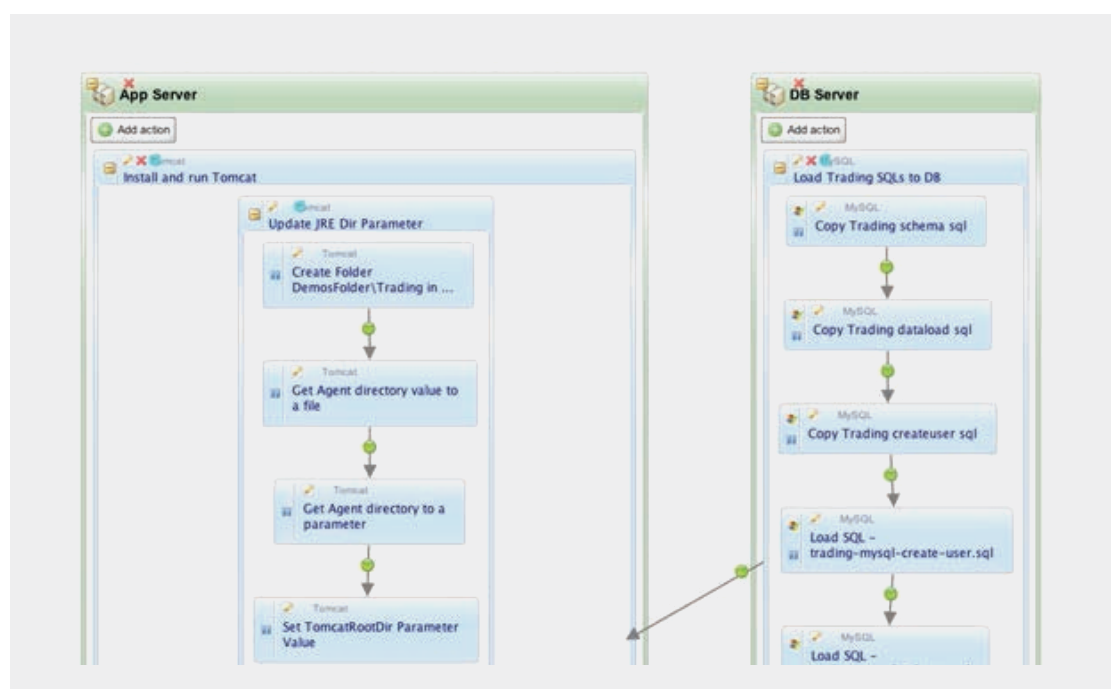 App Server
Add action
Install and run Tomcat
Update JRE Dir Parameter
Tomcat
Create Folder
DemosFolder\Trading in ...
Tomcat
Get Agent directory value to
a file
Tomcat
Get Agent directory to a
parameter
Tomcat
Set TomcatRootDir Parameter
Value
DB Server
Add action
Load Trading SQLs to DB
MySQL
Copy Trading schema sql
MySQL
Copy Trading dataload sql
MySQL
Copy Trading createuser sql
MySQL
Load SQL -
trading-mysql-create-user.sql
MySQL
Load SQL -